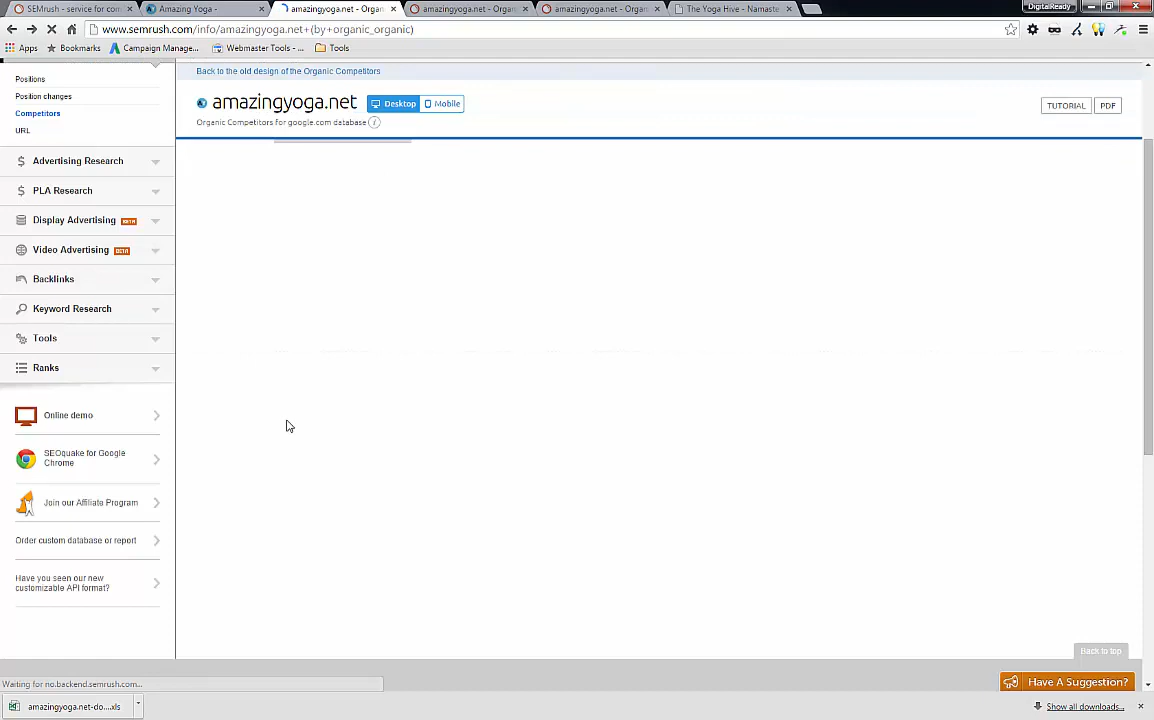 SEMrush - service for com
Amazing Yoga -
amazingyoga.net - Organ
amazingyoga.net - Organ
amazingyoga.net - Organ
The Yoga Hive - Namaste
DigitalReady
www.semrush.com/info/amazingyoga.net+(by+organic_organic)
Apps
Bookmarks
Campaign Manage...
Webmaster Tools - ...
Tools
Positions
Position changes
Competitors
URL
Advertising Research
PLA Research
Display Advertising BETA
Video Advertising BETA
Backlinks
Keyword Research
Tools
Ranks
Online demo
SEOquake for Google
Chrome
Join our Affiliate Program
Order custom database or report
Have you seen our new
customizable API format?
Back to the old design of the Organic Competitors
amazingyoga.net Desktop Mobile
Organic Competitors for google.com database i
TUTORIAL PDF
Back to top
Have A Suggestion?
Waiting for no.backend.semrush.com...
amazingyoga.net-do....xls
Show all downloads...